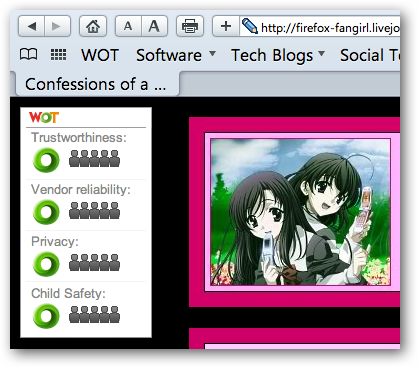 A A + http://firefox-fangirl.livejo
WOT Software ▾ Tech Blogs ▾ Social T
Confessions of a ...
WOT
Trustworthiness:
Vendor reliability:
Privacy:
Child Safety: